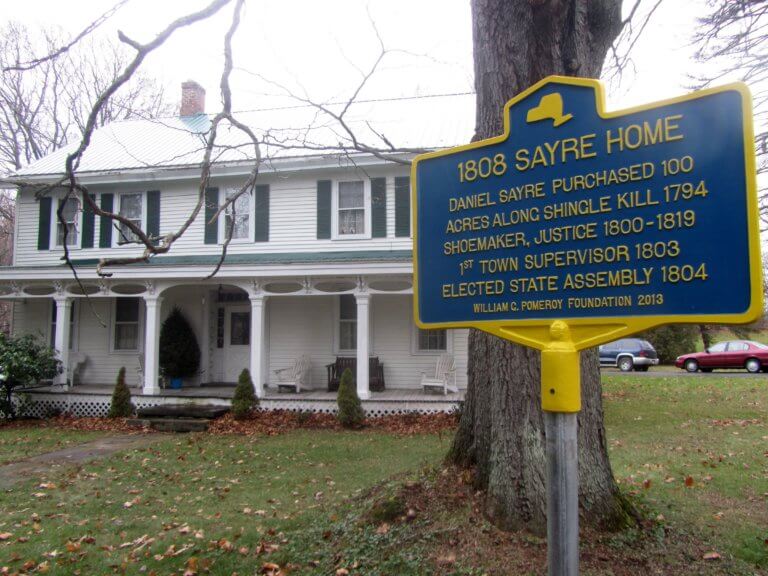 1808 SAYRE HOME
DANIEL SAYRE PURCHASED 100
ACRES ALONG SHINGLE KILL 1794
SHOEMAKER, JUSTICE 1800-1819
1ST TOWN SUPERVISOR 1803
ELECTED STATE ASSEMBLY 1804
WILLIAM G. POMEROY FOUNDATION 2013